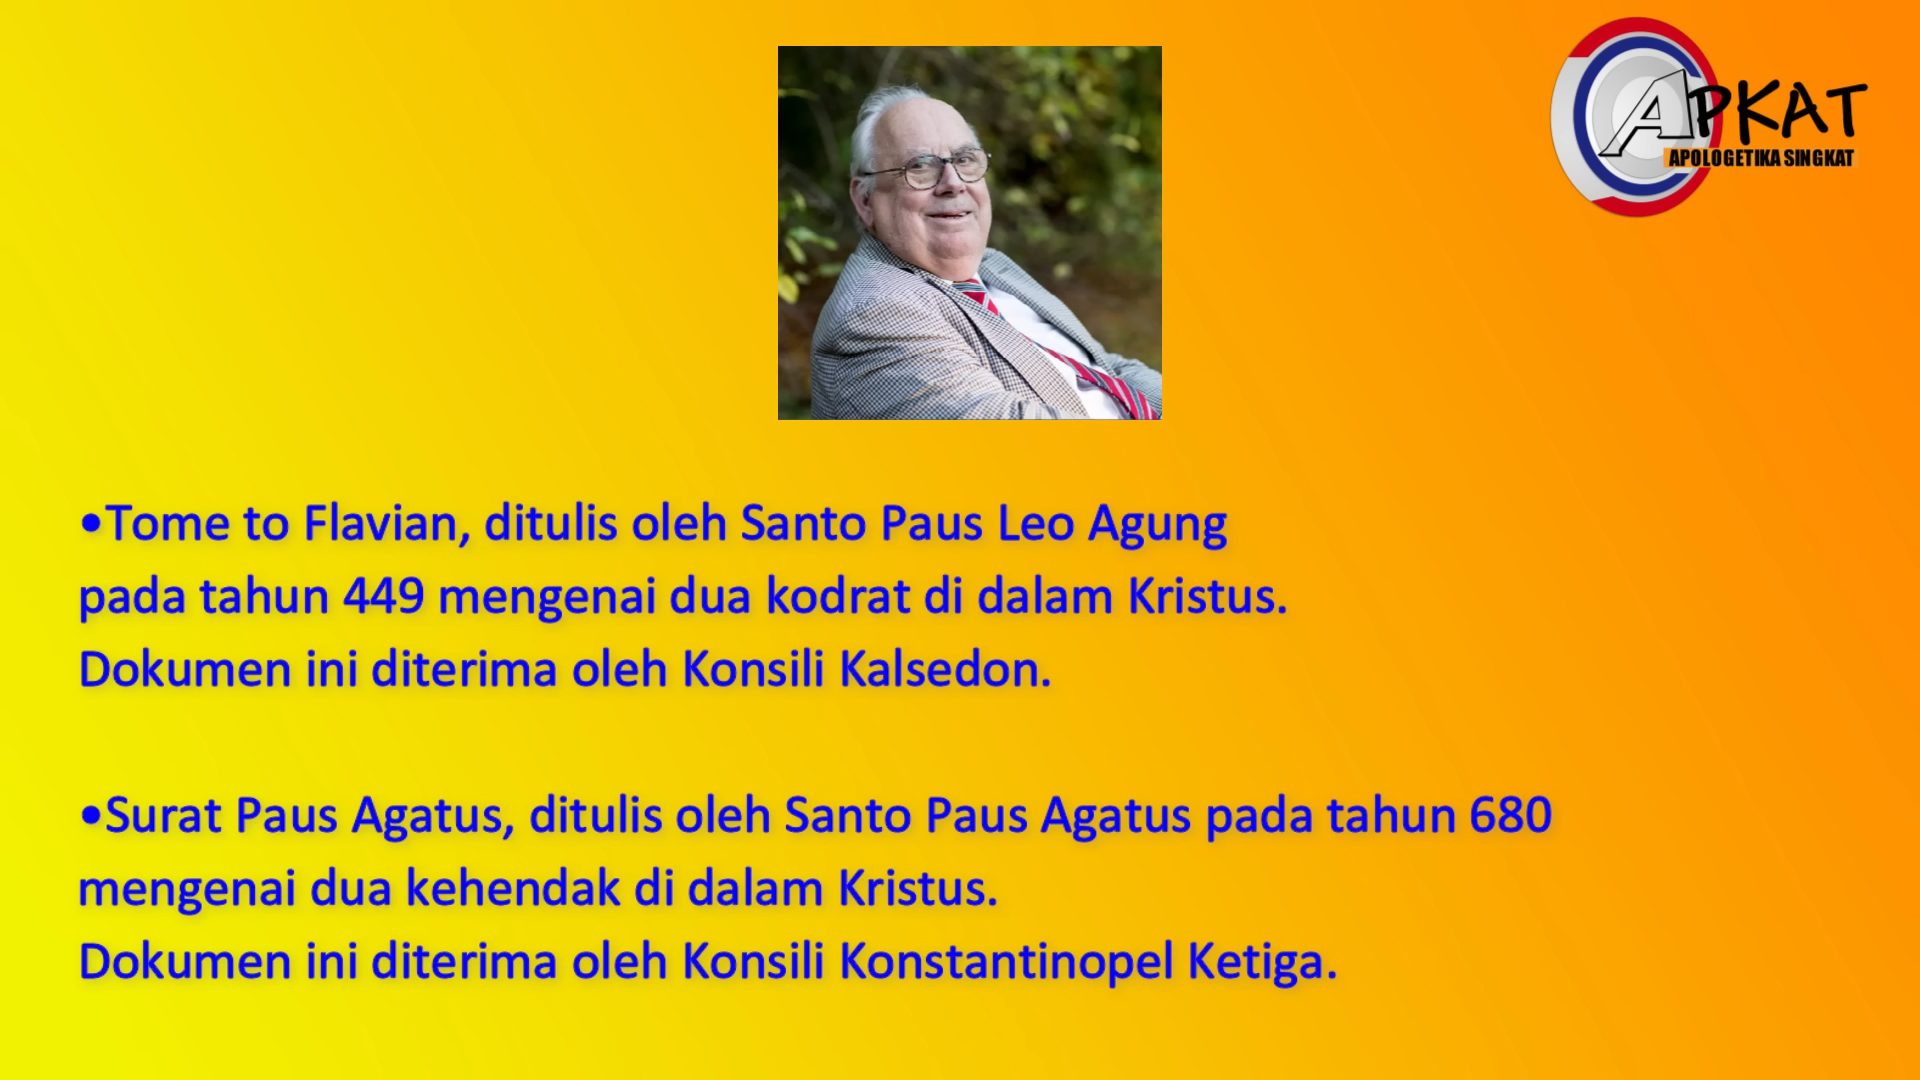 APKAT
APOLOGETIKA SINGKAT
•Tome to Flavian, ditulis oleh Santo Paus Leo Agung
pada tahun 449 mengenai dua kodrat di dalam Kristus.
Dokumen ini diterima oleh Konsili Kalsedon.
•Surat Paus Agatus, ditulis oleh Santo Paus Agatus pada tahun 680
mengenai dua kehendak di dalam Kristus.
Dokumen ini diterima oleh Konsili Konstantinopel Ketiga.